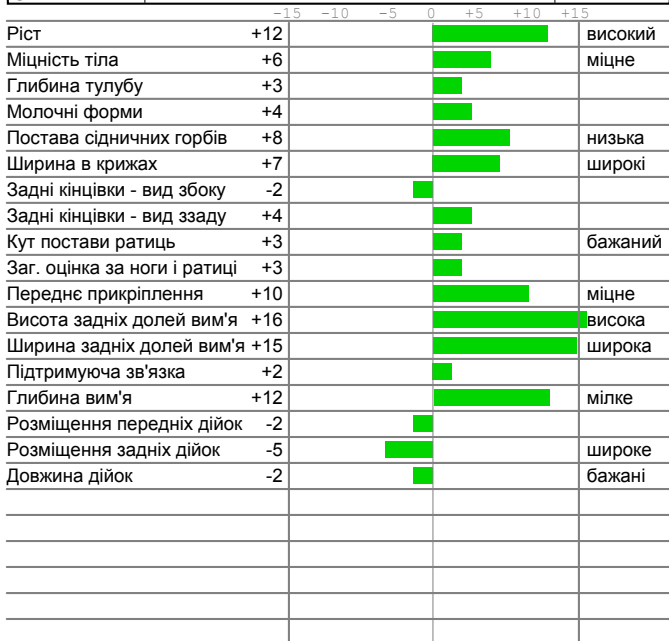 -15 -10 -5 0 +5 +10 +15
Ріст +12 високий
Міцність тіла +6 міцне
Глибина тулубу +3
Молочні форми +4
Постава сідничних горбів +8 низька
Ширина в крижах +7 широкі
Задні кінцівки - вид збоку -2
Задні кінцівки - вид ззаду +4
Кут постави ратиць +3 бажаний
Заг. оцінка за ноги і ратиці +3
Переднє прикріплення +10 міцне
Висота задніх долей вим'я +16 висока
Ширина задніх долей вим'я +15 широка
Підтримуюча зв'язка +2
Глибина вим'я +12 мілке
Розміщення передніх дійок -2
Розміщення задніх дійок -5 широке
Довжина дійок -2 бажані